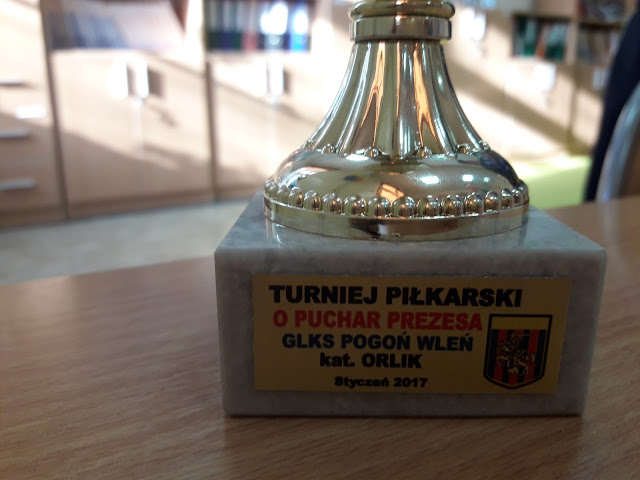 TURNIEJ PIŁKARSKI
O PUCHAR PREZESA
GLKS POGOŃ WLEŃ
kat. ORLIK
Styczeń 2017